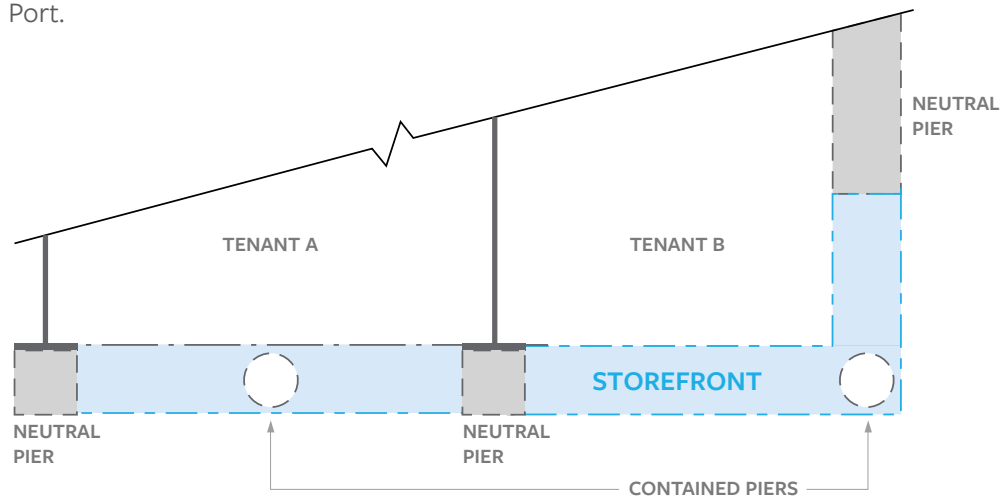 Port.
NEUTRAL
PIER
TENANT A
TENANT B
STOREFRONT
NEUTRAL
PIER
NEUTRAL
PIER
CONTAINED PIERS